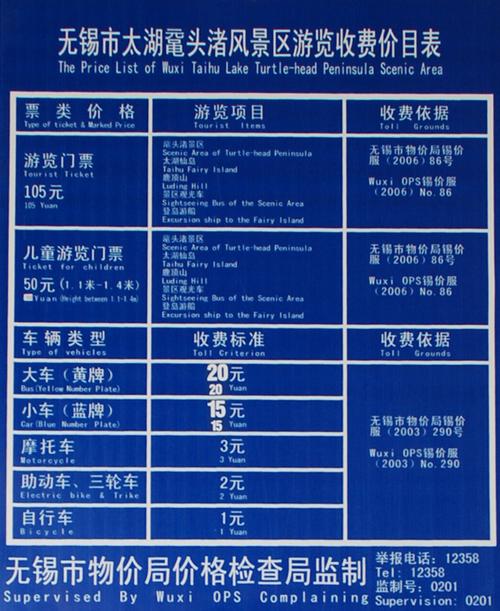 无锡市太湖鼋头渚风景区游览收费价目表
The Price List of Wuxi Taihu Lake Turtle-head Peninsula Scenic Area
票类价格 游览项目 收费依据
Type of ticket & Marked Price Tourist Items Toll Grounds
游览门票
Tourist Ticket
105元
105 Yuan
鼋头渚景区
Scenic Area of Turtle-head Peninsula
太湖仙岛
Taihu Fairy Island
鹿顶山
Luding Hill
景区观光车
Sightseeing Bus of the Scenic Area
登岛游船
Excursion ship to the Fairy Island
无锡市物价局锡价
服(2006)86号
Wuxi OPS锡价服
(2006) No.86
儿童游览门票
Ticket for children
50元(1.1米-1.4米)
Yuan(Height between 1.1-1.4m)
鼋头渚景区
Scenic Area of Turtle-head Peninsula
太湖仙岛
Taihu Fairy Island
鹿顶山
Luding Hill
景区观光车
Sightseeing Bus of the Scenic Area
登岛游船
Excursion ship to the Fairy Island
无锡市物价局锡价
服(2006)86号
Wuxi OPS锡价服
(2006) No.86
车辆类型 收费标准 收费依据
Type of vehicles Toll Criterion Toll Grounds
大车(黄牌) 20元
Bus(Yellow Number Plate) 20 Yuan
小车(蓝牌) 15元
Car(Blue Number Plate) 15 Yuan
摩托车 3元
Motorcycle 3 Yuan
助动车、三轮车 2元
Electric bike & Trike 2 Yuan
自行车 1元
Bicycle 1 Yuan
无锡市物价局锡价
服(2003)290号
Wuxi OPS锡价服
(2003) No.290
无锡市物价局价格检查局监制
Supervised By Wuxi OPS Complaining
举报电话: 12358
Tel: 12358
监制号: 0201
Supervision: 0201